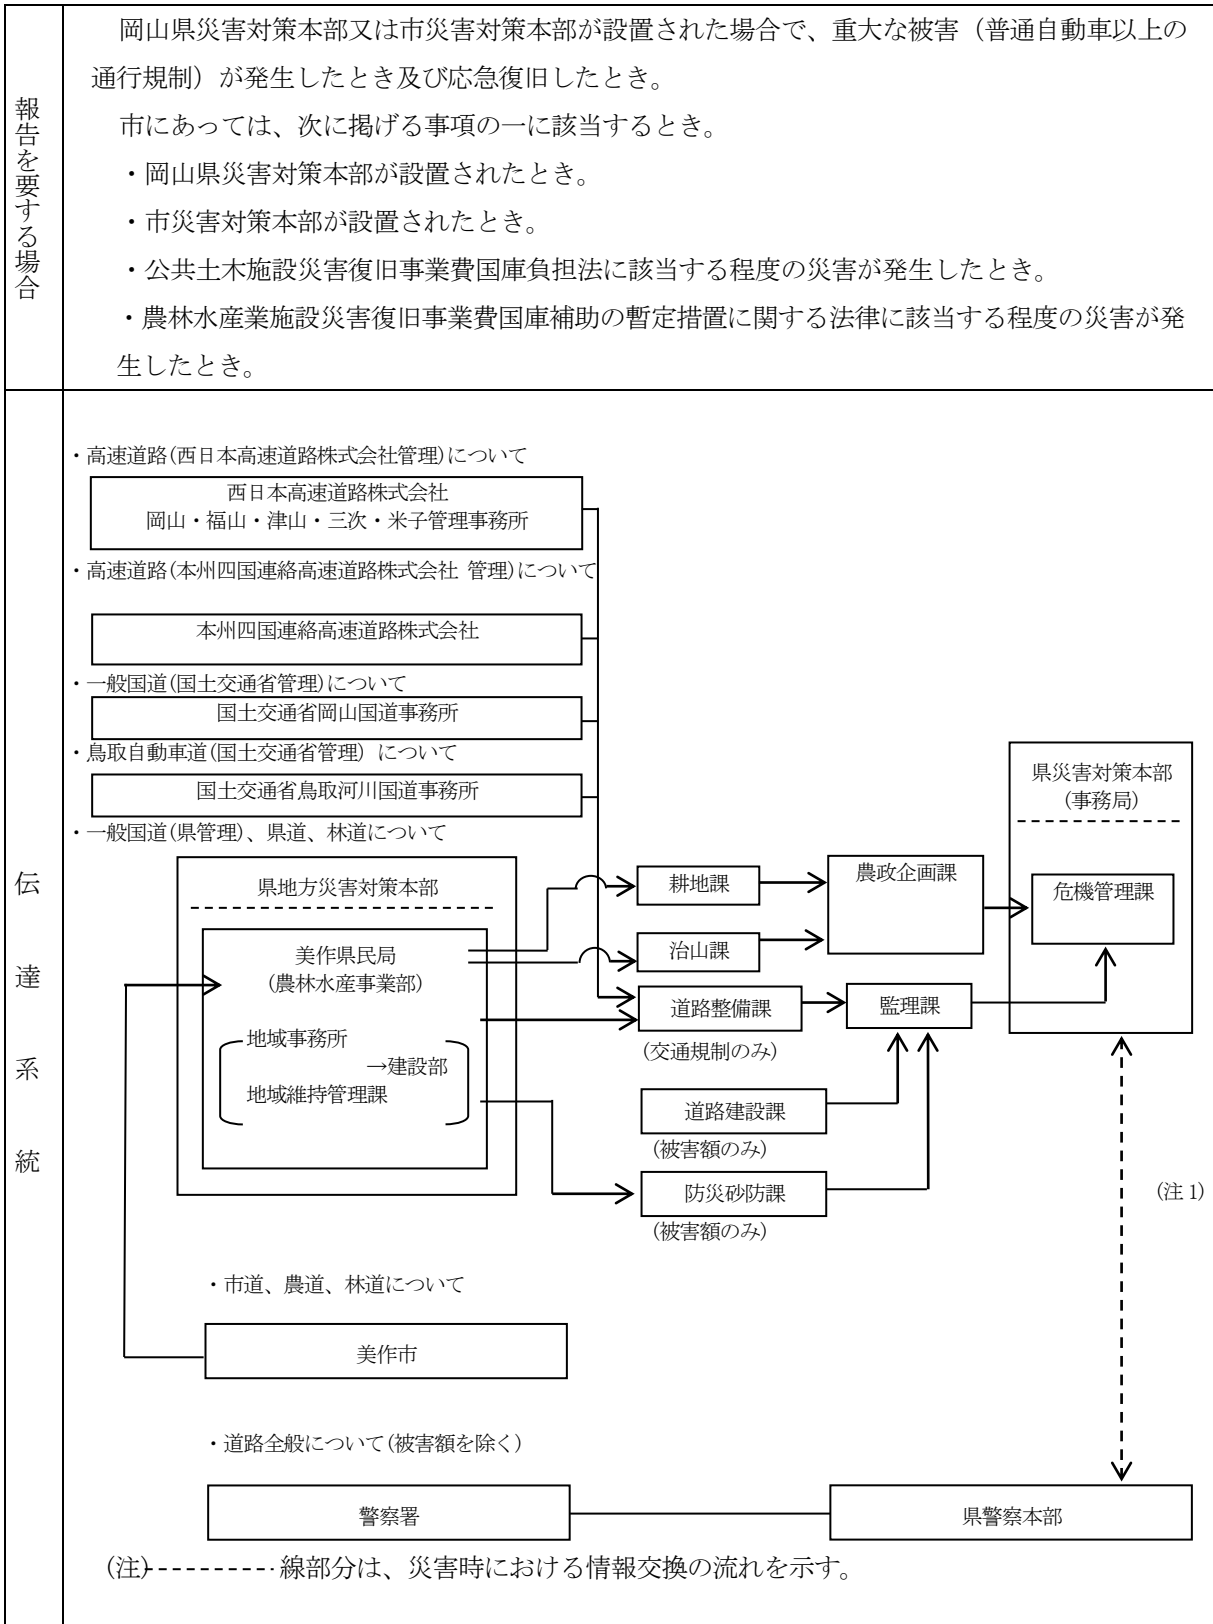 報告を要する場合
岡山県災害対策本部又は市災害対策本部が設置された場合で、重大な被害（普通自動車以上の
通行規制）が発生したとき及び応急復旧したとき。
市にあっては、次に掲げる事項の一に該当するとき。
・岡山県災害対策本部が設置されたとき。
・市災害対策本部が設置されたとき。
・公共土木施設災害復旧事業費国庫負担法に該当する程度の災害が発生したとき。
・農林水産業施設災害復旧事業費国庫補助の暫定措置に関する法律に該当する程度の災害が発
生したとき。
伝達系統
・高速道路(西日本高速道路株式会社管理)について
西日本高速道路株式会社
岡山・福山・津山・三次・米子管理事務所
・高速道路(本州四国連絡高速道路株式会社 管理)について
本州四国連絡高速道路株式会社
・一般国道(国土交通省管理)について
国土交通省岡山国道事務所
・鳥取自動車道(国土交通省管理) について
国土交通省鳥取河川国道事務所
・一般国道(県管理)、県道、林道について
県地方災害対策本部
美作県民局
(農林水産事業部)
地域事務所
→建設部
地域維持管理課
耕地課
治山課
道路整備課
(交通規制のみ)
道路建設課
(被害額のみ)
防災砂防課
(被害額のみ)
農政企画課
監理課
県災害対策本部
(事務局)
危機管理課
(注1)
・市道、農道、林道について
美作市
・道路全般について(被害額を除く)
警察署
県警察本部
(注)----------線部分は、災害時における情報交換の流れを示す。